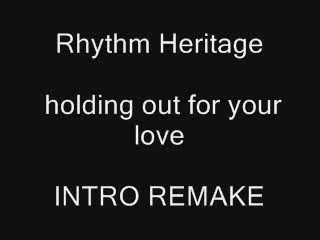 Rhythm Heritage
holding out for your
love
INTRO REMAKE